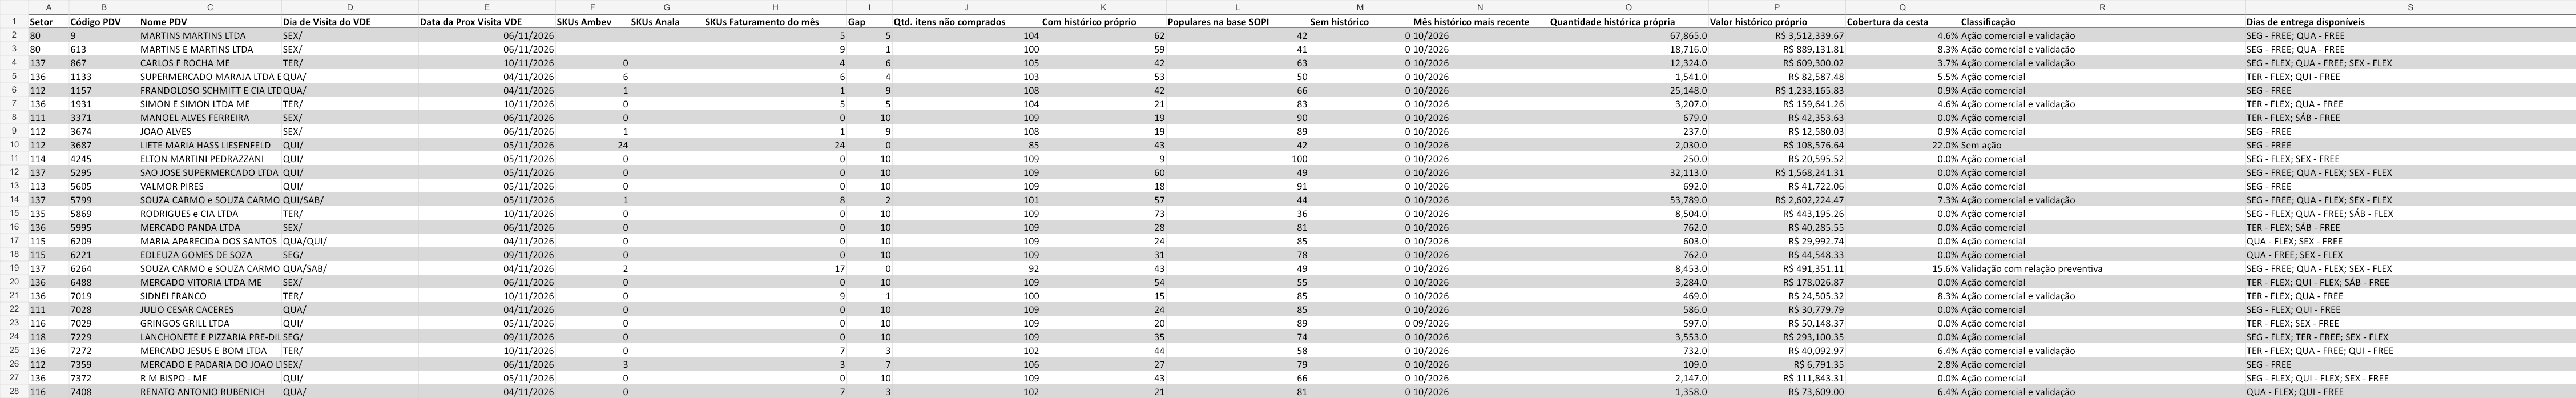 A B C D E F G H I J K L M N O P Q R S
1 Setor Código PDV Nome PDV Dia de Visita do VDE Data da Prox Visita VDE SKUs Ambev SKUs Anala SKUs Faturamento do mês Gap Qtd. itens não comprados Com histórico próprio Populares na base SOPI Sem histórico Mês histórico mais recente Quantidade histórica própria Valor histórico próprio Cobertura da cesta Classificação Dias de entrega disponíveis
2 80 9 MARTINS MARTINS LTDA SEX/ 06/11/2026 5 5 104 62 42 0 10/2026 67,865.0 R$ 3,512,339.67 4.6% Ação comercial e validação SEG - FREE; QUA - FREE
3 80 613 MARTINS E MARTINS LTDA SEX/ 06/11/2026 9 1 100 59 41 0 10/2026 18,716.0 R$ 889,131.81 8.3% Ação comercial e validação SEG - FREE; QUA - FREE
4 137 867 CARLOS F ROCHA ME TER/ 10/11/2026 0 4 6 105 42 63 0 10/2026 12,324.0 R$ 609,300.02 3.7% Ação comercial e validação SEG - FLEX; QUA - FREE; SEX - FLEX
5 136 1133 SUPERMERCADO MARAJA LTDA E QUA/ 04/11/2026 6 6 4 103 53 50 0 10/2026 1,541.0 R$ 82,587.48 5.5% Ação comercial TER - FLEX; QUI - FREE
6 112 1157 FRANDOLOSO SCHMITT E CIA LTD QUA/ 04/11/2026 1 1 9 108 42 66 0 10/2026 25,148.0 R$ 1,233,165.83 0.9% Ação comercial SEG - FREE
7 136 1931 SIMON E SIMON LTDA ME TER/ 10/11/2026 0 5 5 104 21 83 0 10/2026 3,207.0 R$ 159,641.26 4.6% Ação comercial e validação TER - FLEX; QUA - FREE
8 111 3371 MANOEL ALVES FERREIRA SEX/ 06/11/2026 0 0 10 109 19 90 0 10/2026 679.0 R$ 42,353.63 0.0% Ação comercial TER - FLEX; SÁB - FREE
9 112 3674 JOAO ALVES SEX/ 06/11/2026 1 1 9 108 19 89 0 10/2026 237.0 R$ 12,580.03 0.9% Ação comercial SEG - FREE
10 112 3687 LIETE MARIA HASS LIESENFELD QUI/ 05/11/2026 24 24 0 85 43 42 0 10/2026 2,030.0 R$ 108,576.64 22.0% Sem ação SEG - FREE
11 114 4245 ELTON MARTINI PEDRAZZANI QUI/ 05/11/2026 0 0 10 109 9 100 0 10/2026 250.0 R$ 20,595.52 0.0% Ação comercial SEG - FLEX; SEX - FREE
12 137 5295 SAO JOSE SUPERMERCADO LTDA QUI/ 05/11/2026 0 0 10 109 60 49 0 10/2026 32,113.0 R$ 1,568,241.31 0.0% Ação comercial SEG - FREE; QUA - FLEX; SEX - FLEX
13 113 5605 VALMOR PIRES QUI/ 05/11/2026 0 0 10 109 18 91 0 10/2026 692.0 R$ 41,722.06 0.0% Ação comercial SEG - FREE
14 137 5799 SOUZA CARMO e SOUZA CARMO QUI/SAB/ 05/11/2026 1 8 2 101 57 44 0 10/2026 53,789.0 R$ 2,602,224.47 7.3% Ação comercial e validação SEG - FREE; QUA - FLEX; SEX - FLEX
15 135 5869 RODRIGUES e CIA LTDA TER/ 10/11/2026 0 0 10 109 73 36 0 10/2026 8,504.0 R$ 443,195.26 0.0% Ação comercial SEG - FLEX; QUA - FREE; SÁB - FLEX
16 136 5995 MERCADO PANDA LTDA SEX/ 06/11/2026 0 0 10 109 28 81 0 10/2026 762.0 R$ 40,285.55 0.0% Ação comercial TER - FLEX; SÁB - FREE
17 115 6209 MARIA APARECIDA DOS SANTOS QUA/QUI/ 04/11/2026 0 0 10 109 24 85 0 10/2026 603.0 R$ 29,992.74 0.0% Ação comercial QUA - FLEX; SEX - FREE
18 115 6221 EDLEUZA GOMES DE SOZA SEG/ 09/11/2026 0 0 10 109 31 78 0 10/2026 762.0 R$ 44,548.33 0.0% Ação comercial QUA - FREE; SEX - FLEX
19 137 6264 SOUZA CARMO e SOUZA CARMO QUA/SAB/ 04/11/2026 2 17 0 92 43 49 0 10/2026 8,453.0 R$ 491,351.11 15.6% Validação com relação preventiva SEG - FREE; QUA - FLEX; SEX - FLEX
20 136 6488 MERCADO VITORIA LTDA ME SEX/ 06/11/2026 0 0 10 109 54 55 0 10/2026 3,284.0 R$ 178,026.87 0.0% Ação comercial TER - FLEX; QUI - FLEX; SÁB - FREE
21 136 7019 SIDNEI FRANCO TER/ 10/11/2026 0 9 1 100 15 85 0 10/2026 469.0 R$ 24,505.32 8.3% Ação comercial e validação TER - FLEX; QUA - FREE
22 111 7028 JULIO CESAR CACERES QUA/ 04/11/2026 0 0 10 109 24 85 0 10/2026 586.0 R$ 30,779.79 0.0% Ação comercial SEG - FLEX; QUI - FREE
23 116 7029 GRINGOS GRILL LTDA QUI/ 05/11/2026 0 0 10 109 20 89 0 09/2026 597.0 R$ 50,148.37 0.0% Ação comercial TER - FLEX; SEX - FREE
24 118 7229 LANCHONETE E PIZZARIA PRE-DIL SEG/ 09/11/2026 0 0 10 109 35 74 0 10/2026 3,553.0 R$ 293,100.35 0.0% Ação comercial SEG - FLEX; TER - FREE; SEX - FLEX
25 136 7272 MERCADO JESUS E BOM LTDA TER/ 10/11/2026 0 7 3 102 44 58 0 10/2026 732.0 R$ 40,092.97 6.4% Ação comercial e validação TER - FLEX; QUA - FREE; QUI - FREE
26 112 7359 MERCADO E PADARIA DO JOAO LT SEX/ 06/11/2026 3 3 7 106 27 79 0 10/2026 109.0 R$ 6,791.35 2.8% Ação comercial SEG - FREE
27 136 7372 R M BISPO - ME QUI/ 05/11/2026 0 0 10 109 43 66 0 10/2026 2,147.0 R$ 111,843.31 0.0% Ação comercial SEG - FLEX; QUI - FLEX; SEX - FREE
28 116 7408 RENATO ANTONIO RUBENICH QUA/ 04/11/2026 0 7 3 102 21 81 0 10/2026 1,358.0 R$ 73,609.00 6.4% Ação comercial e validação QUA - FLEX; QUI - FREE